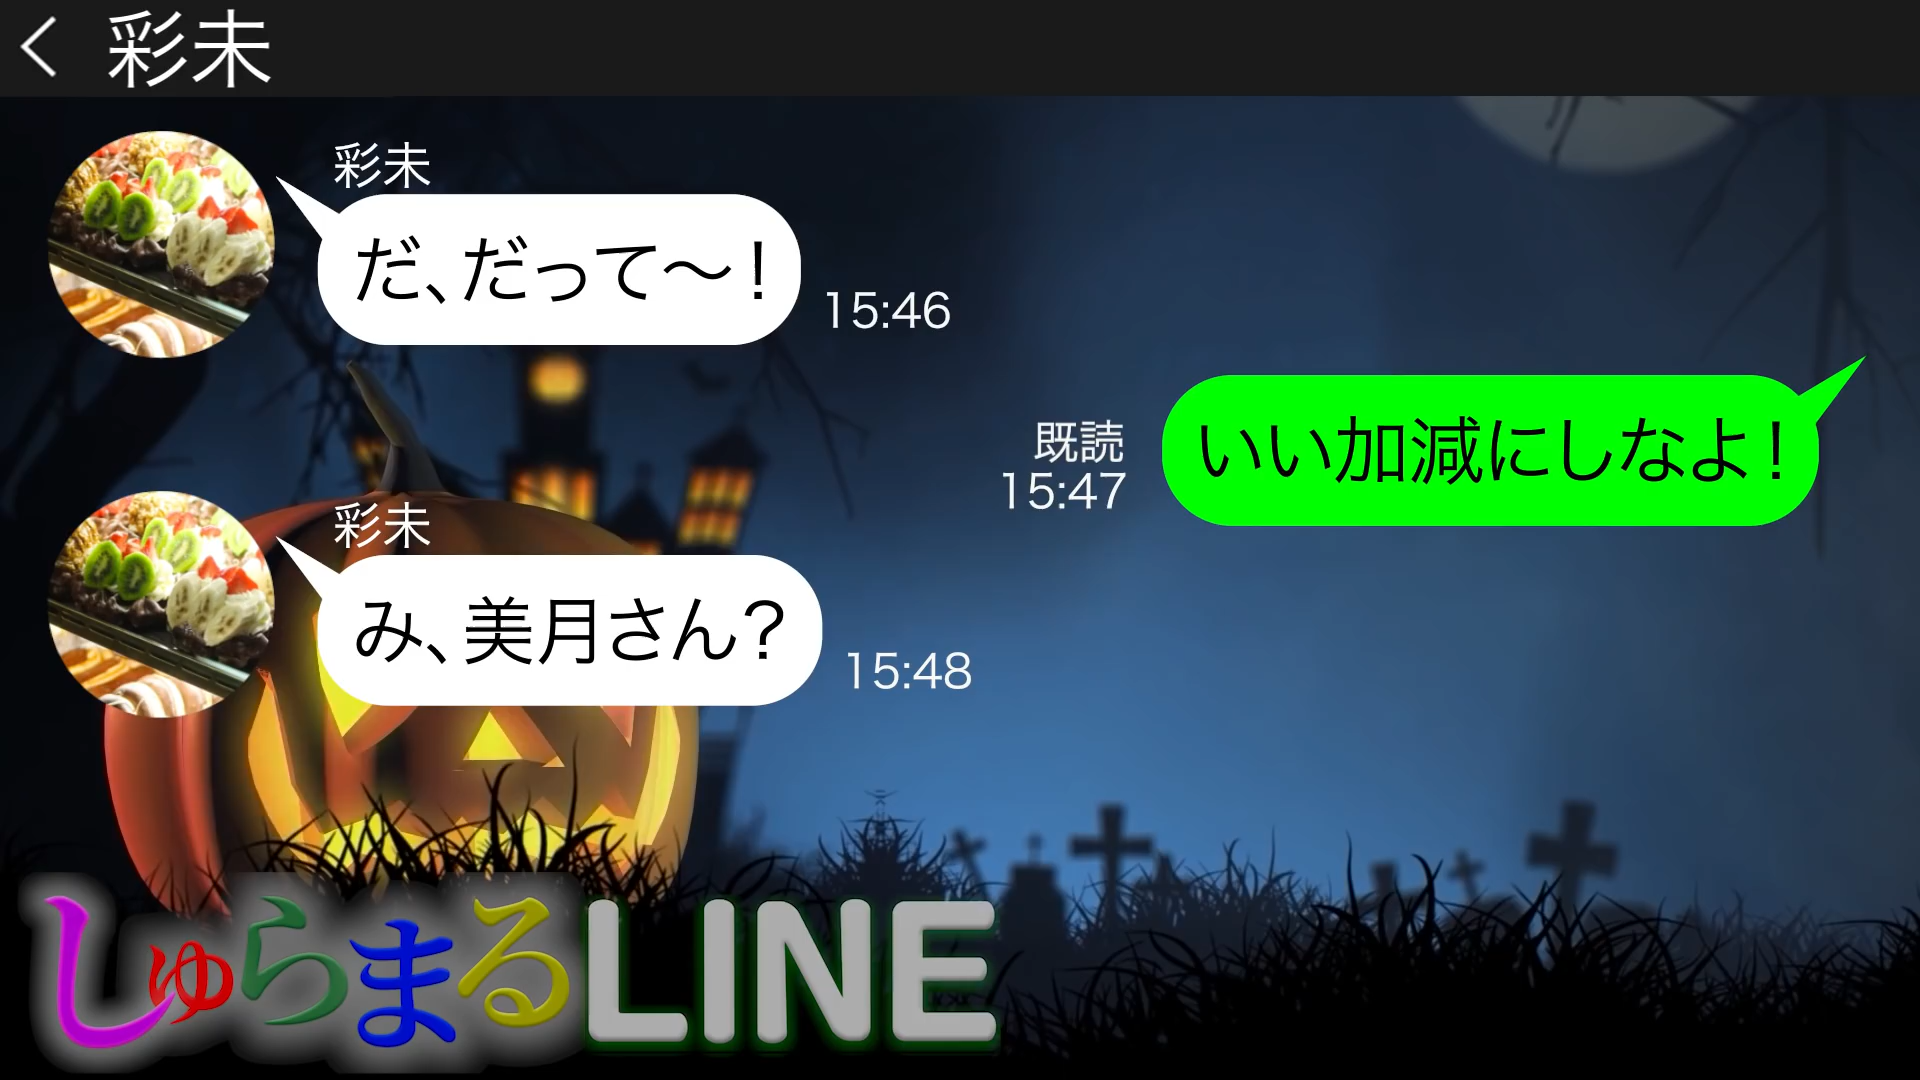 彩未
彩未
だ、だって～！
15:46
いい加減にしなよ！
既読
15:47
彩未
み、美月さん？
15:48
しゅらまるLINE